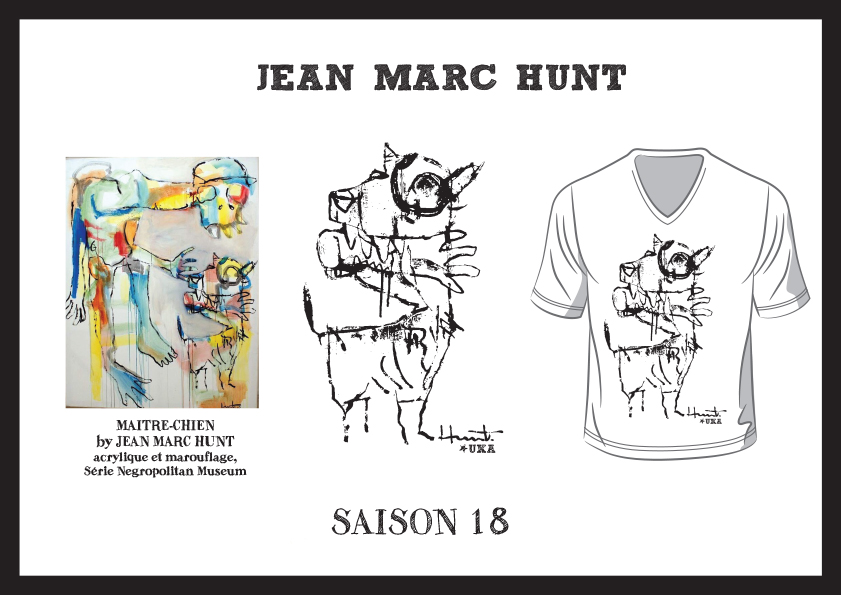 JEAN MARC HUNT
MAITRE-CHIEN
by JEAN MARC HUNT
acrylique et marouflage,
Série Negropolitan Museum
Hunt.
*UKA
Hunt.
*UKA
SAISON 18